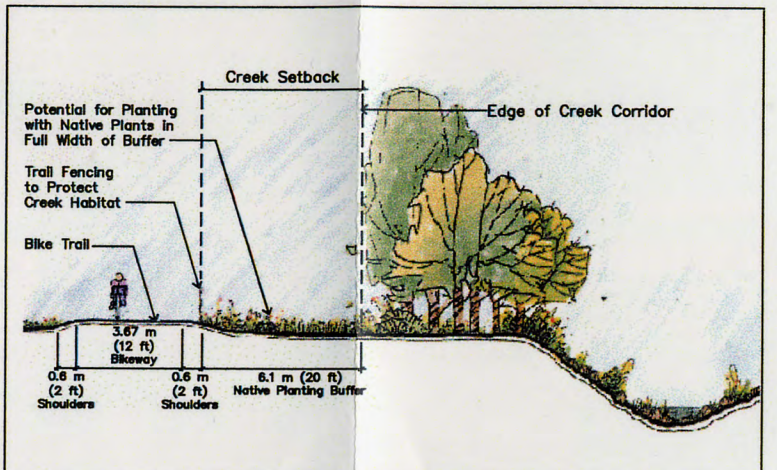 Creek Setback
Potential for Planting
with Native Plants in
Full Width of Buffer
Edge of Creek Corridor
Trail Fencing
to Protect
Creek Habitat
Bike Trail
3.67 m
(12 ft)
Bikeway
0.6 m
(2 ft)
Shoulders
0.6 m
(2 ft)
Shoulders
6.1 m (20 ft)
Native Planting Buffer